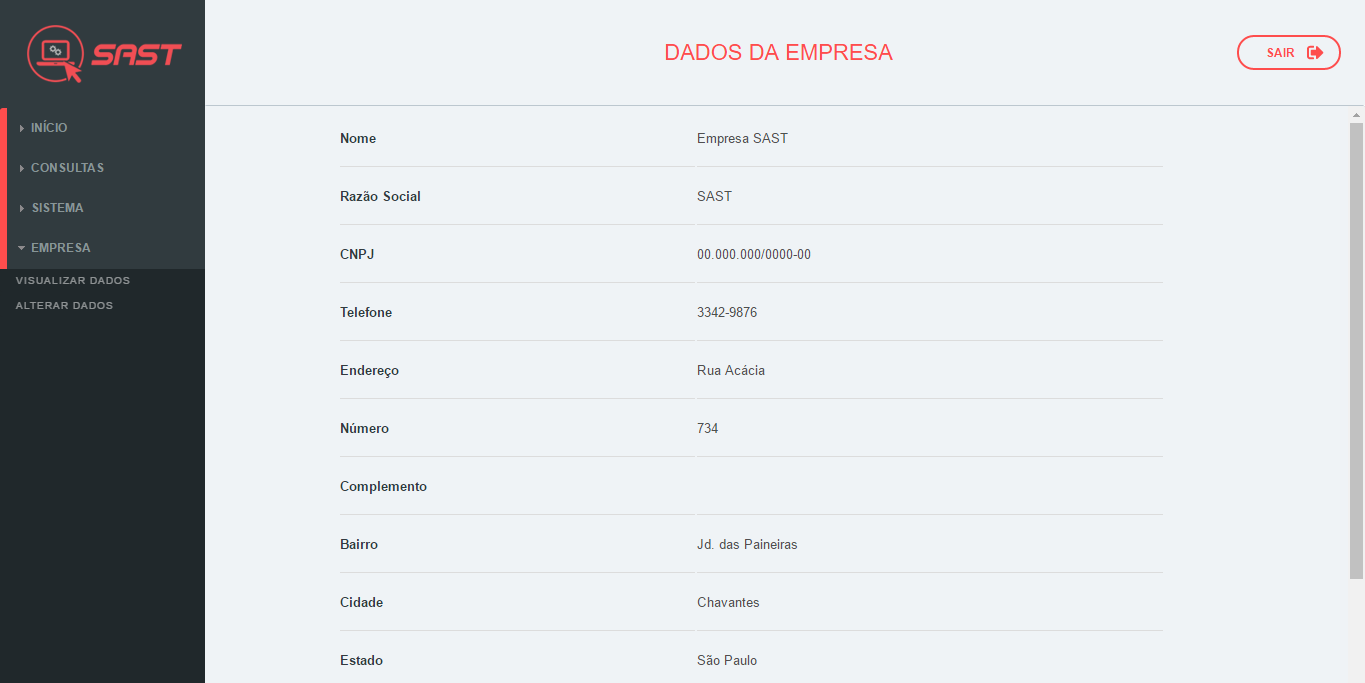 SAST
DADOS DA EMPRESA
SAIR
INÍCIO
CONSULTAS
SISTEMA
EMPRESA
VISUALIZAR DADOS
ALTERAR DADOS
Nome Empresa SAST
Razão Social SAST
CNPJ 00.000.000/0000-00
Telefone 3342-9876
Endereço Rua Acácia
Número 734
Complemento
Bairro Jd. das Paineiras
Cidade Chavantes
Estado São Paulo